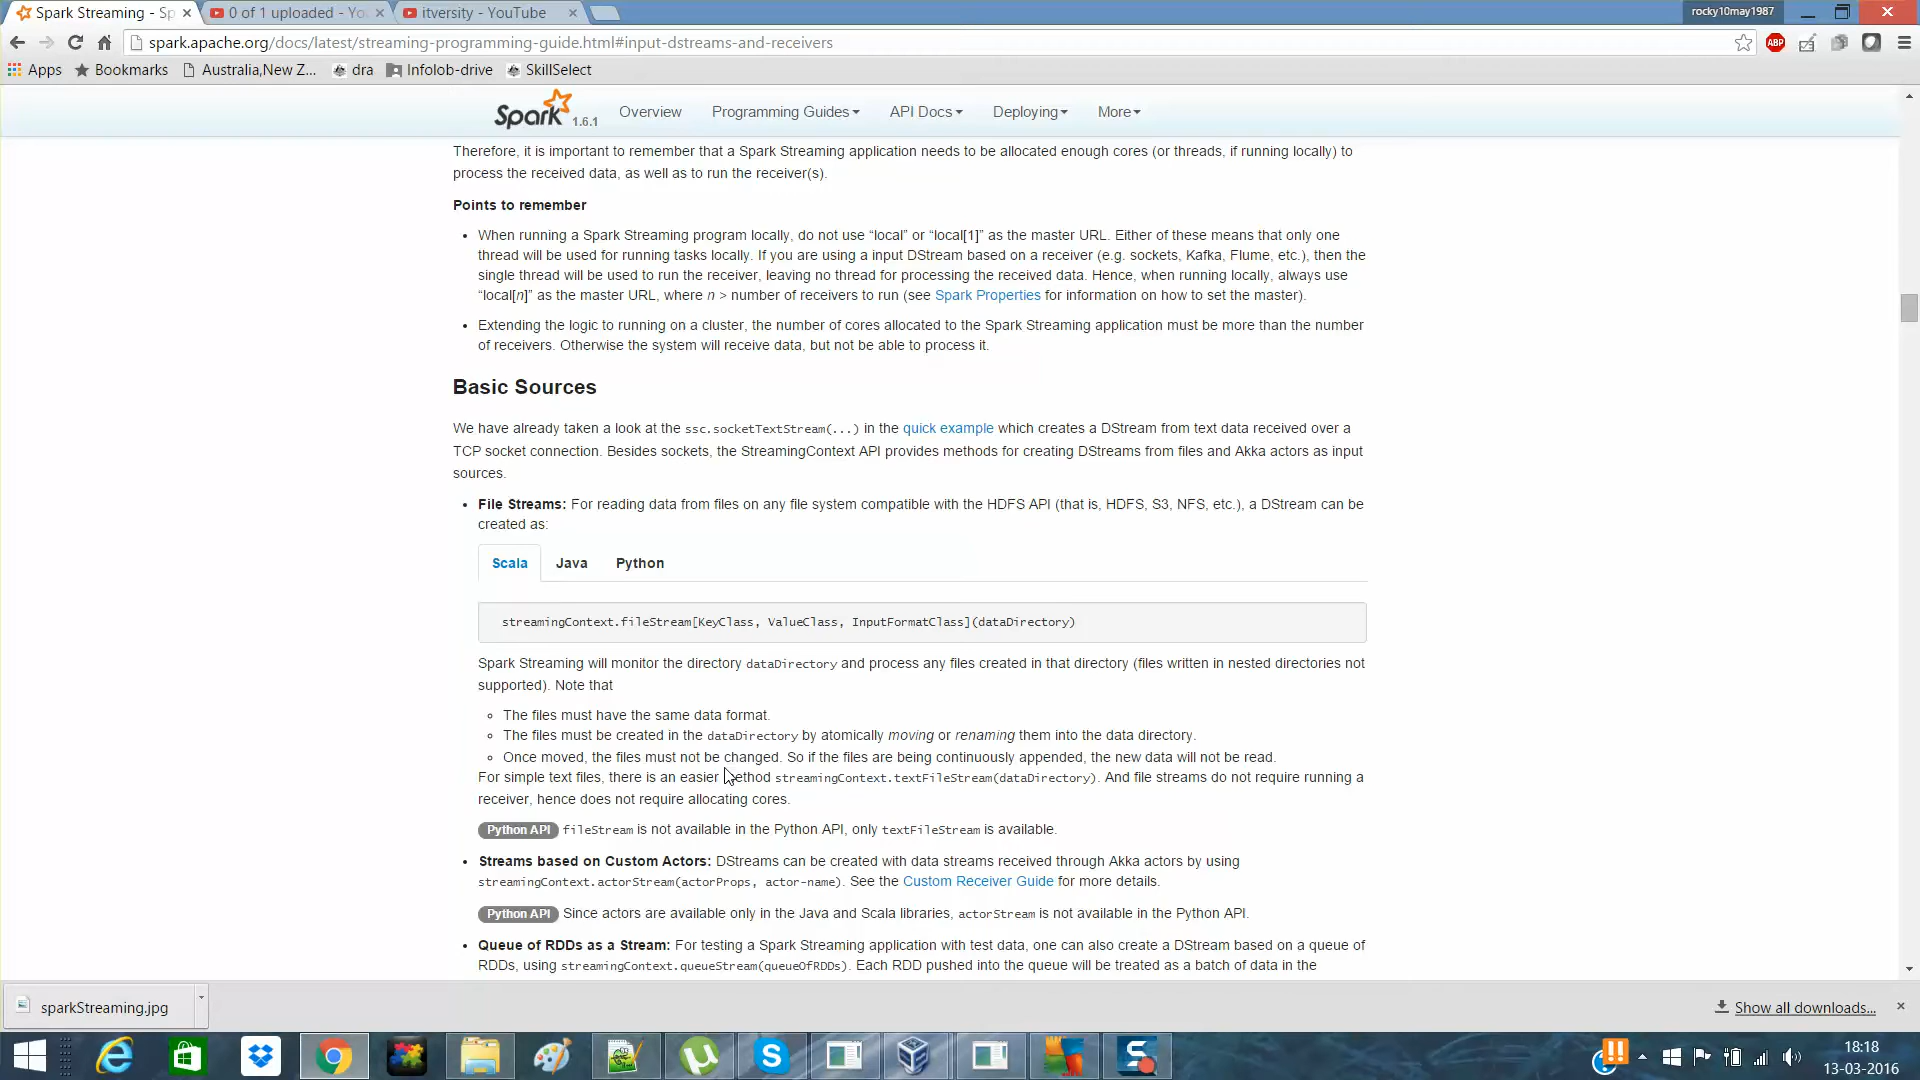 Spark Streaming - Sp
0 of 1 uploaded - You
itversity - YouTube
rocky10may1987
spark.apache.org/docs/latest/streaming-programming-guide.html#input-dstreams-and-receivers
ABP
Apps
Bookmarks
Australia,New Z...
dra
Infolob-drive
SkillSelect
Spark 1.6.1
Overview
Programming Guides
API Docs
Deploying
More
Therefore, it is important to remember that a Spark Streaming application needs to be allocated enough cores (or threads, if running locally) to
process the received data, as well as to run the receiver(s).
Points to remember
• When running a Spark Streaming program locally, do not use “local” or “local[1]” as the master URL. Either of these means that only one
thread will be used for running tasks locally. If you are using a input DStream based on a receiver (e.g. sockets, Kafka, Flume, etc.), then the
single thread will be used to run the receiver, leaving no thread for processing the received data. Hence, when running locally, always use
“local[n]” as the master URL, where n > number of receivers to run (see Spark Properties for information on how to set the master).
• Extending the logic to running on a cluster, the number of cores allocated to the Spark Streaming application must be more than the number
of receivers. Otherwise the system will receive data, but not be able to process it.
Basic Sources
We have already taken a look at the ssc.socketTextStream(...) in the quick example which creates a DStream from text data received over a
TCP socket connection. Besides sockets, the StreamingContext API provides methods for creating DStreams from files and Akka actors as input
sources.
• File Streams: For reading data from files on any file system compatible with the HDFS API (that is, HDFS, S3, NFS, etc.), a DStream can be
created as:
Scala Java Python
streamingContext.fileStream[KeyClass, ValueClass, InputFormatClass](dataDirectory)
Spark Streaming will monitor the directory dataDirectory and process any files created in that directory (files written in nested directories not
supported). Note that
The files must have the same data format.
The files must be created in the dataDirectory by atomically moving or renaming them into the data directory.
Once moved, the files must not be changed. So if the files are being continuously appended, the new data will not be read.
For simple text files, there is an easier method streamingContext.textFileStream(dataDirectory). And file streams do not require running a
receiver, hence does not require allocating cores.
Python API fileStream is not available in the Python API, only textFileStream is available.
• Streams based on Custom Actors: DStreams can be created with data streams received through Akka actors by using
streamingContext.actorStream(actorProps, actor-name). See the Custom Receiver Guide for more details.
Python API Since actors are available only in the Java and Scala libraries, actorStream is not available in the Python API.
• Queue of RDDs as a Stream: For testing a Spark Streaming application with test data, one can also create a DStream based on a queue of
RDDs, using streamingContext.queueStream(queueOfRDDs). Each RDD pushed into the queue will be treated as a batch of data in the
sparkStreaming.jpg
Show all downloads...
18:18
13-03-2016